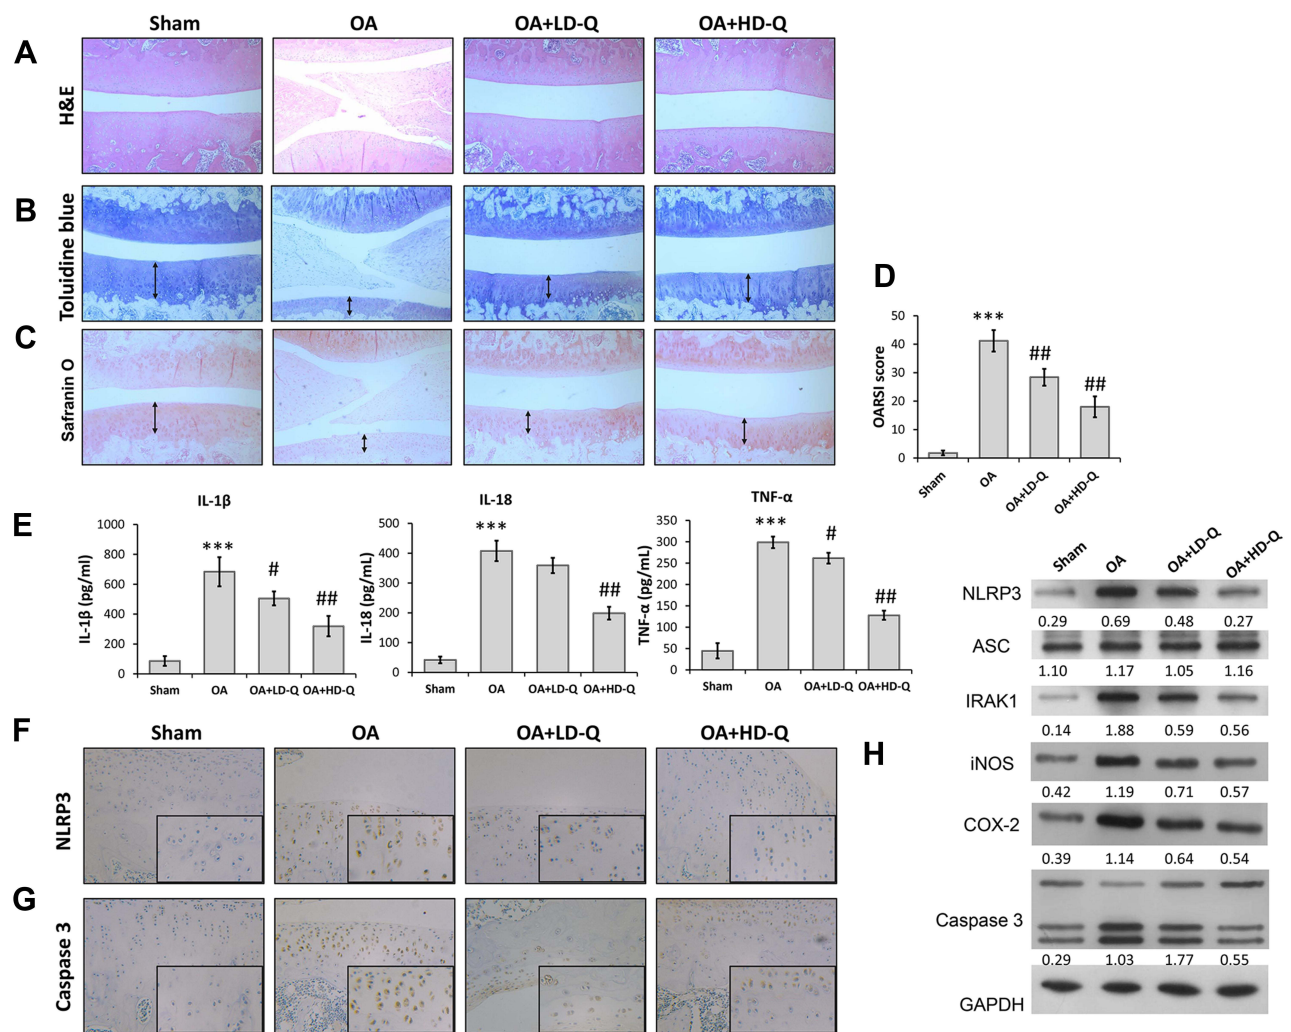 Sham OA OA+LD-Q OA+HD-Q
A
H&E
B
Toluidine blue
C
Safranin O
D
50
40
30
20
10
0
OARSI score
***
##
##
Sham OA OA+LD-Q OA+HD-Q
E
IL-1β
1000
800
600
400
200
0
IL-1β (pg/ml)
***
#
##
Sham OA OA+LD-Q OA+HD-Q
IL-18
500
400
300
200
100
0
IL-18 (pg/mL)
***
##
Sham OA OA+LD-Q OA+HD-Q
TNF-α
350
300
250
200
150
100
50
0
TNF-α (pg/mL)
***
#
##
Sham OA OA+LD-Q OA+HD-Q
F
Sham OA OA+LD-Q OA+HD-Q
NLRP3
G
Caspase 3
H
Sham OA OA+LD-Q OA+HD-Q
NLRP3
0.29 0.69 0.48 0.27
ASC
1.10 1.17 1.05 1.16
IRAK1
0.14 1.88 0.59 0.56
iNOS
0.42 1.19 0.71 0.57
COX-2
0.39 1.14 0.64 0.54
Caspase 3
0.29 1.03 1.77 0.55
GAPDH